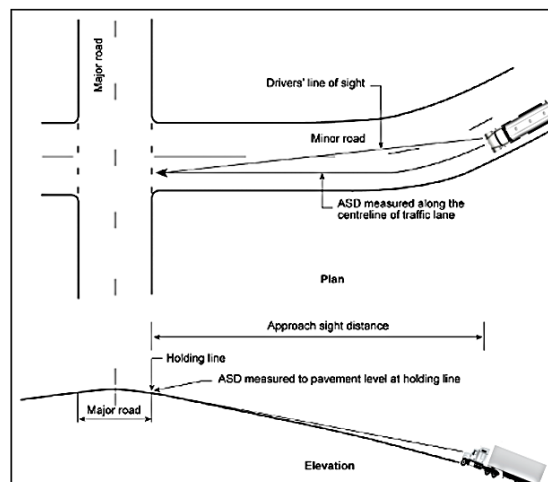 Major road
Drivers' line of sight
Minor road
ASD measured along the
centreline of traffic lane
Plan
Approach sight distance
Holding line
ASD measured to pavement level at holding line
Major road
Elevation